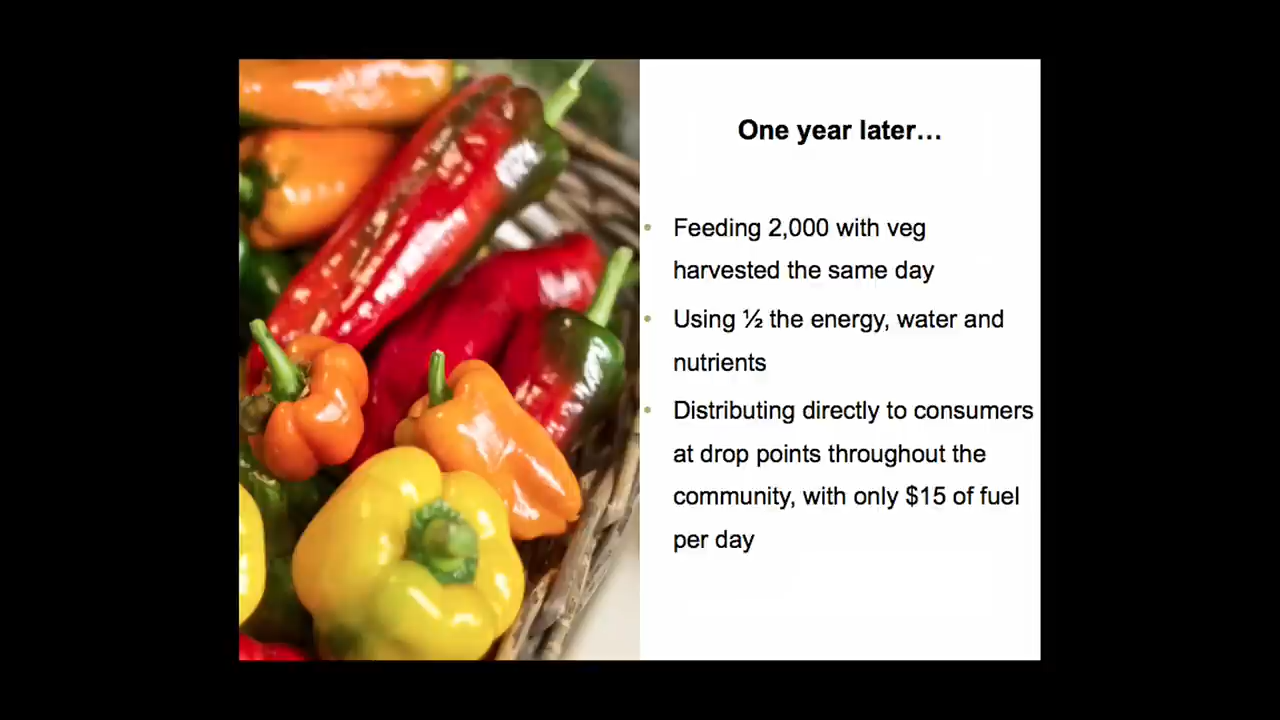 One year later…
• Feeding 2,000 with veg
harvested the same day
• Using ½ the energy, water and
nutrients
• Distributing directly to consumers
at drop points throughout the
community, with only $15 of fuel
per day